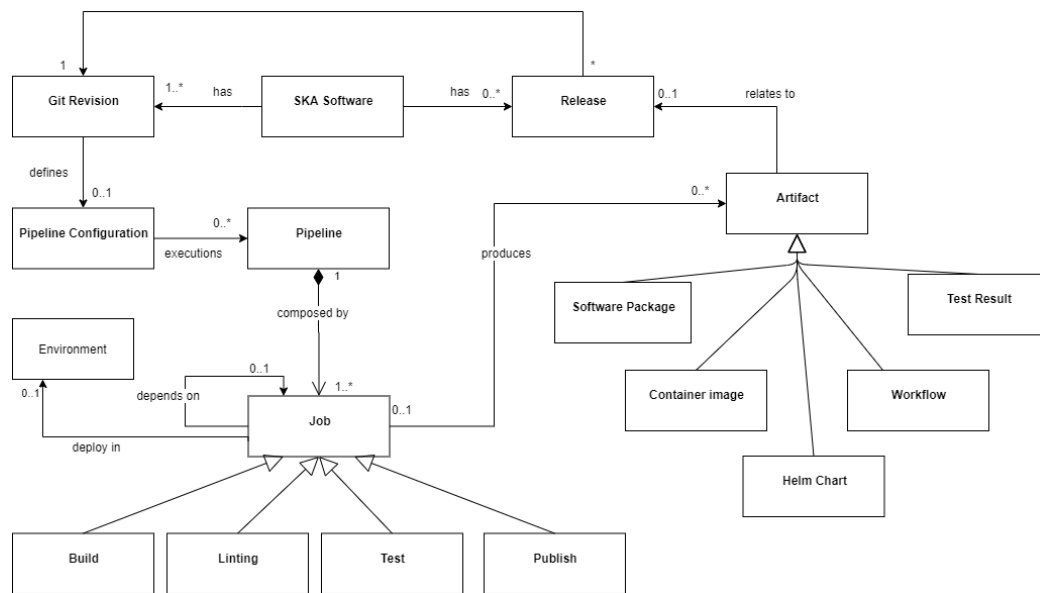 1
*
Git Revision
1..*
has
SKA Software
has
0..*
Release
0..1
relates to
defines
0..1
0..*
Artifact
Pipeline Configuration
0..*
executions
Pipeline
1
produces
Software Package
Test Result
composed by
Environment
0..1
0..1
depends on
1..*
Job
0..1
deploy in
Container image
Workflow
Helm Chart
Build
Linting
Test
Publish